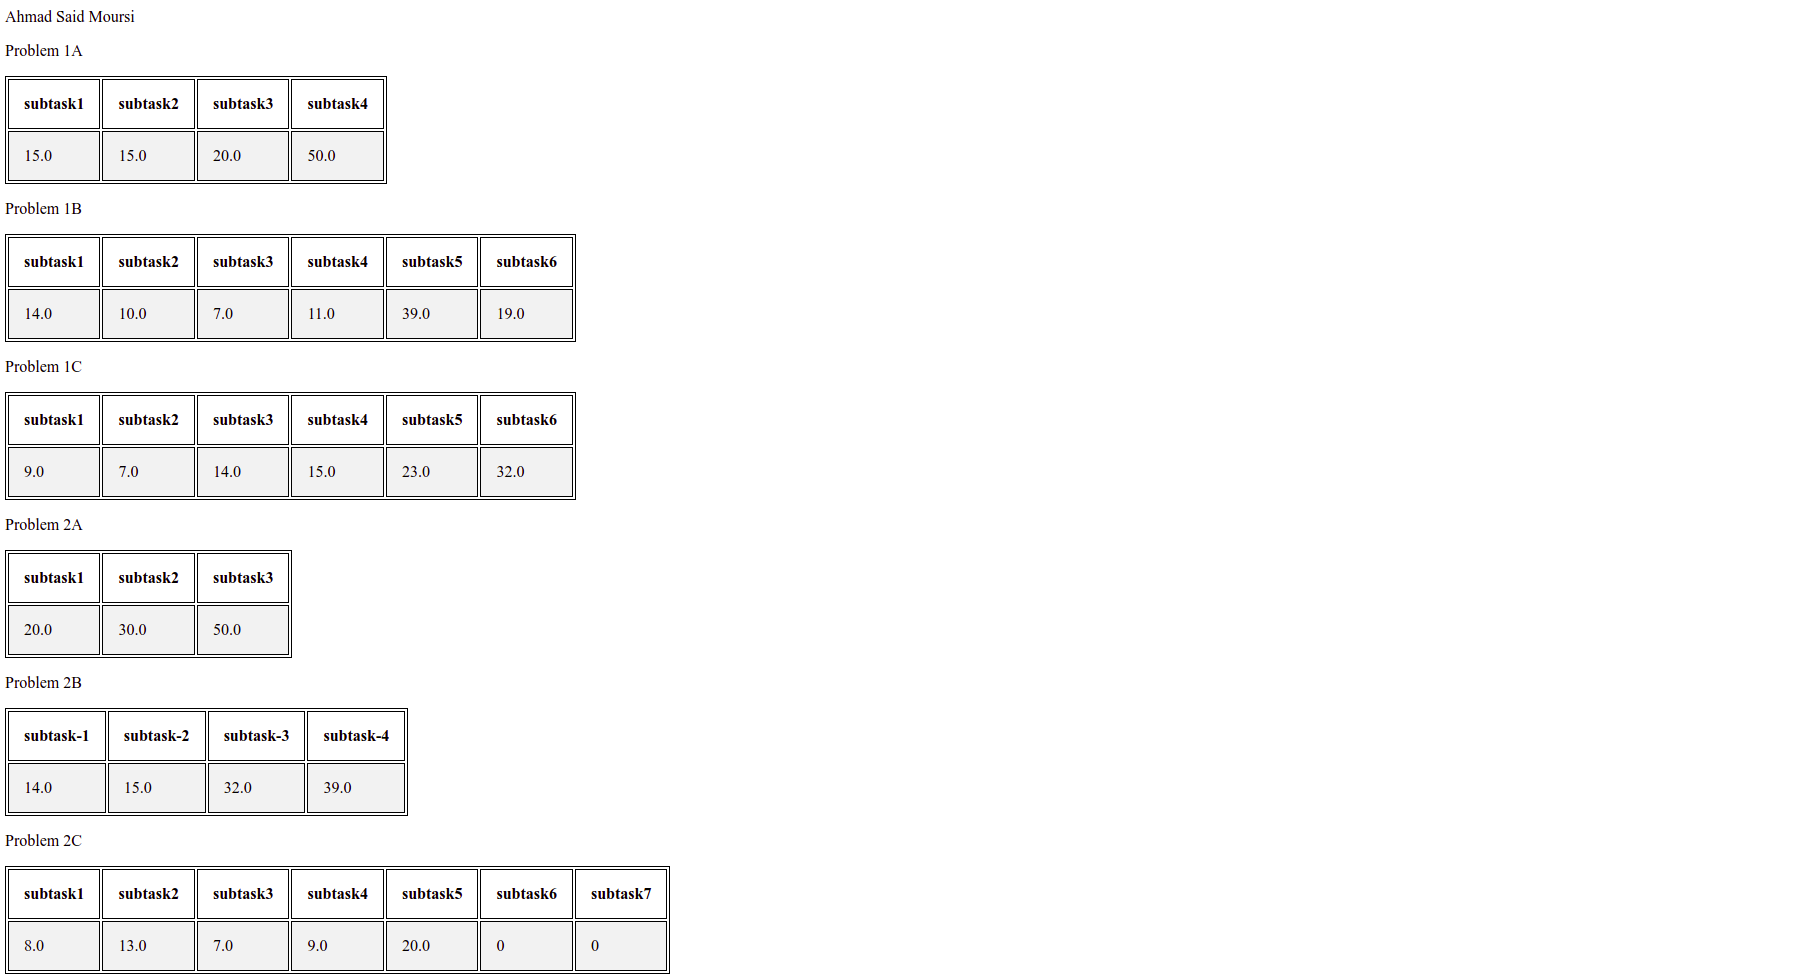 Ahmad Said Moursi
Problem 1A
subtask1 subtask2 subtask3 subtask4
15.0 15.0 20.0 50.0
Problem 1B
subtask1 subtask2 subtask3 subtask4 subtask5 subtask6
14.0 10.0 7.0 11.0 39.0 19.0
Problem 1C
subtask1 subtask2 subtask3 subtask4 subtask5 subtask6
9.0 7.0 14.0 15.0 23.0 32.0
Problem 2A
subtask1 subtask2 subtask3
20.0 30.0 50.0
Problem 2B
subtask-1 subtask-2 subtask-3 subtask-4
14.0 15.0 32.0 39.0
Problem 2C
subtask1 subtask2 subtask3 subtask4 subtask5 subtask6 subtask7
8.0 13.0 7.0 9.0 20.0 0 0